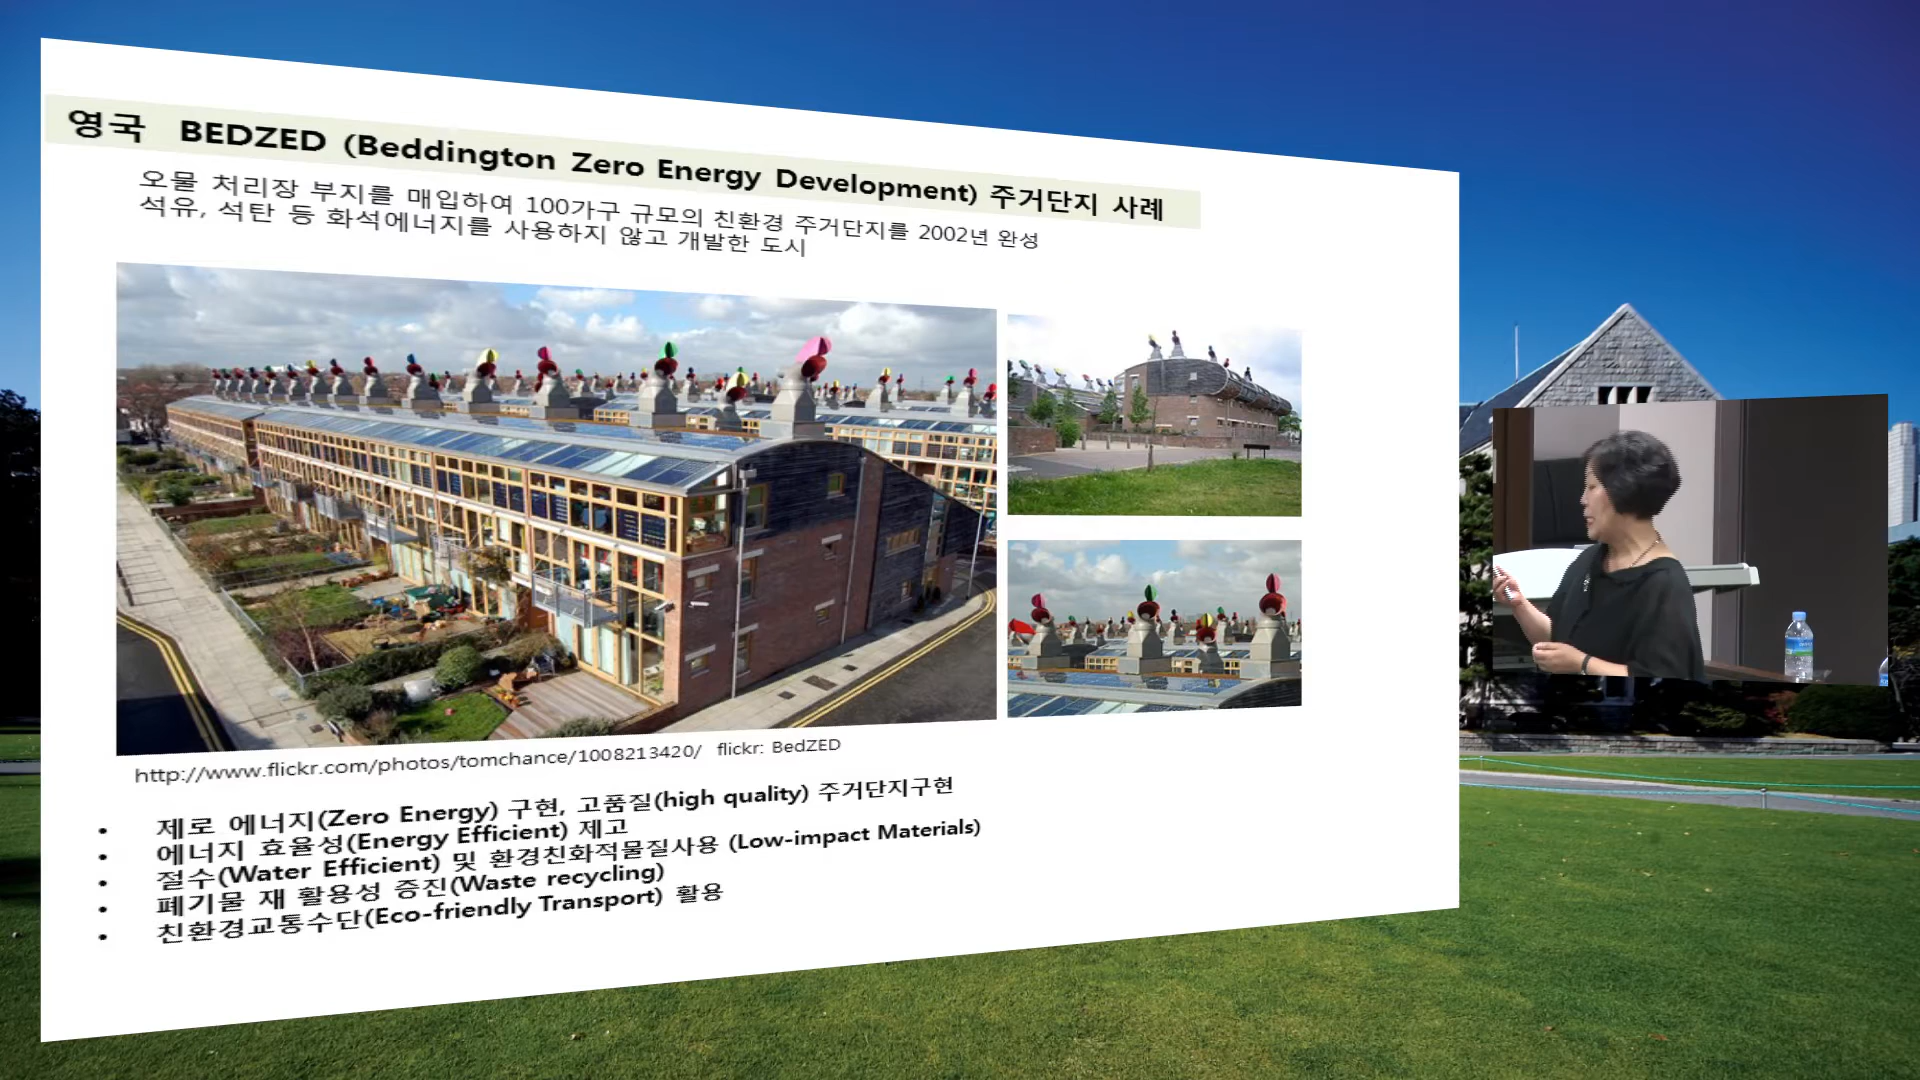 영국 BEDZED (Beddington Zero Energy Development) 주거단지 사례
오물 처리장 부지를 매입하여 100가구 규모의 친환경 주거단지를 2002년 완성
석유, 석탄 등 화석에너지를 사용하지 않고 개발한 도시
http://www.flickr.com/photos/tomchance/1008213420/ flickr: BedZED
• 제로 에너지(Zero Energy) 구현, 고품질(high quality) 주거단지구현
• 에너지 효율성(Energy Efficient) 제고
• 절수(Water Efficient) 및 환경친화적물질사용 (Low-impact Materials)
• 폐기물 재 활용성 증진(Waste recycling)
• 친환경교통수단(Eco-friendly Transport) 활용